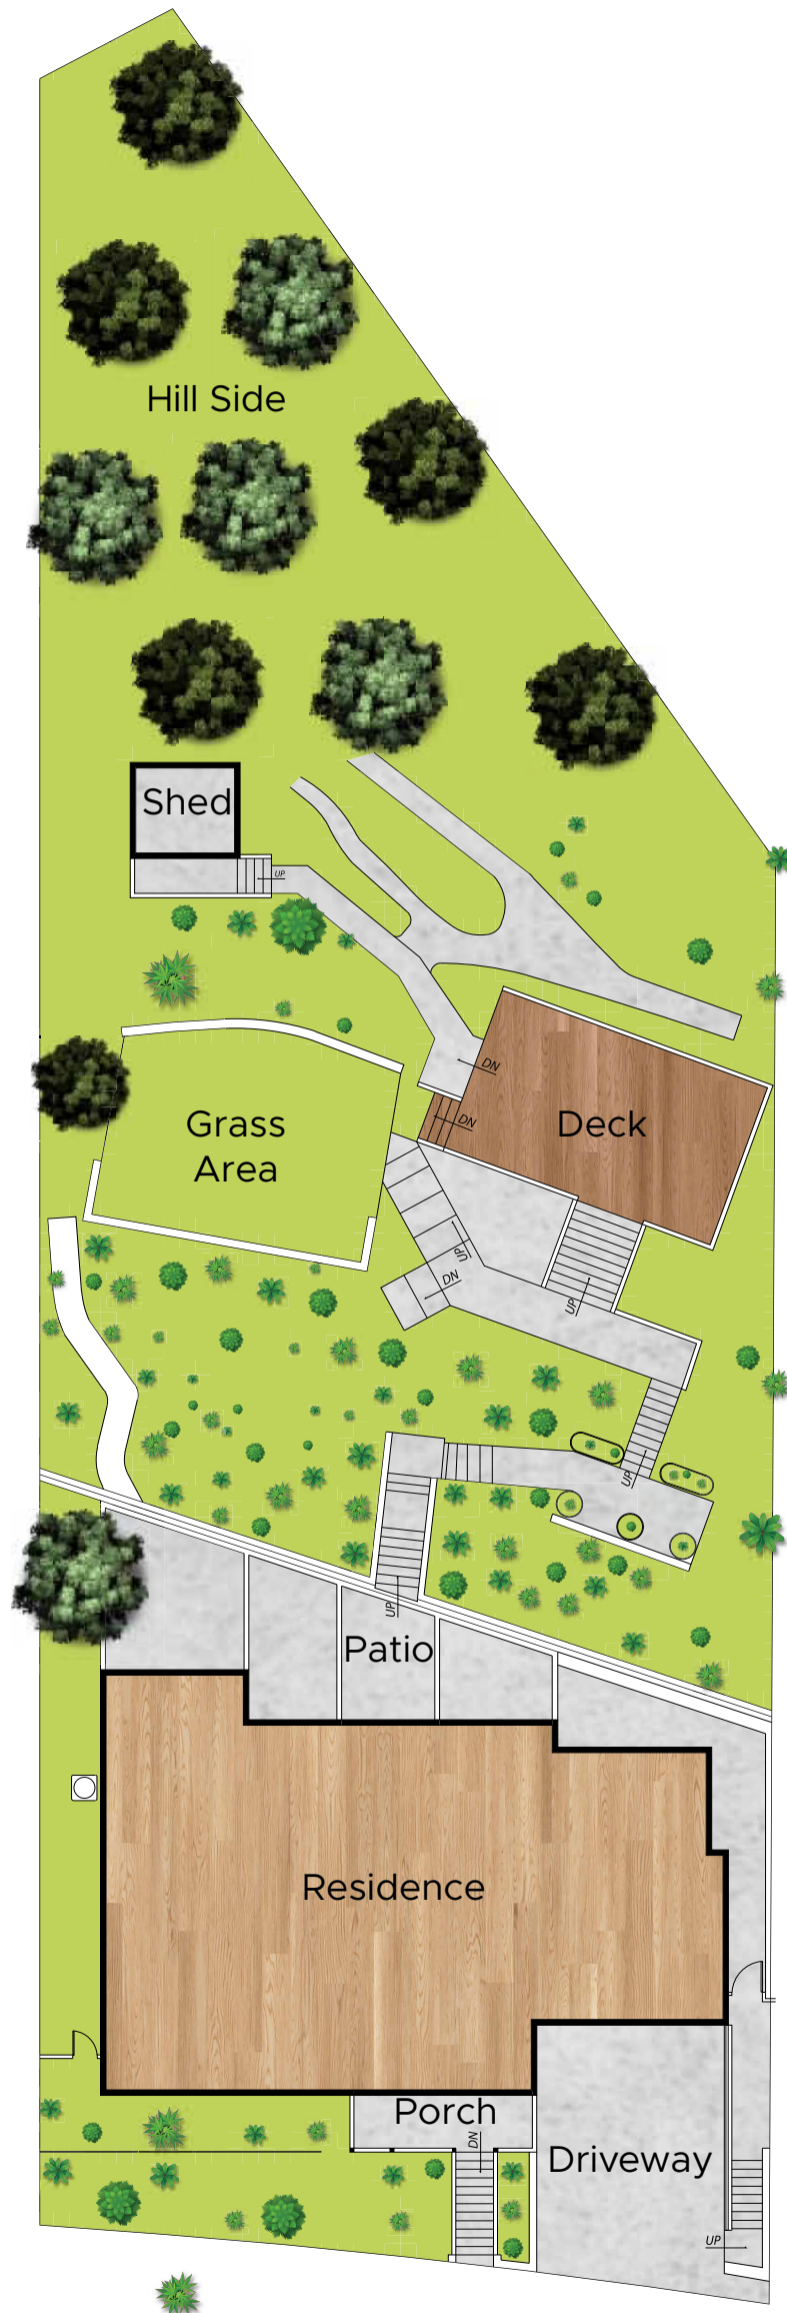 Hill Side
Shed
UP
DN
DN
Grass
Area
Deck
UP
DN
UP
UP
UP
Patio
Residence
Porch
DN
Driveway
UP